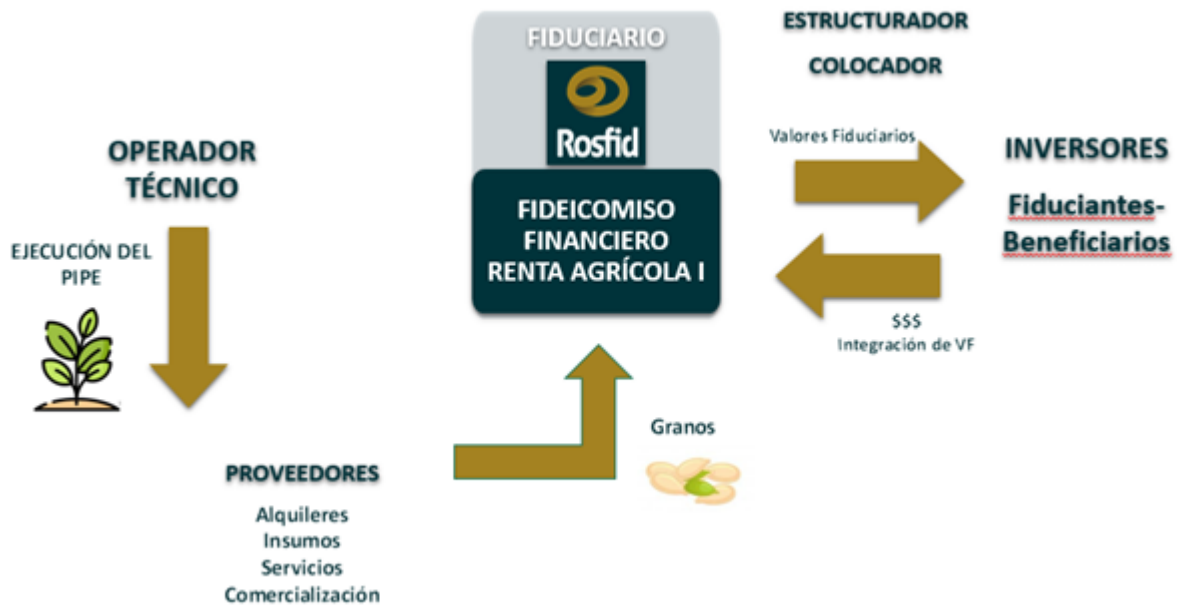 FIDUCIARIO
Rosfid
FIDEICOMISO
FINANCIERO
RENTA AGRÍCOLA I
ESTRUCTURADOR
COLOCADOR
Valores Fiduciarios
INVERSORES
Fiduciantes-
Beneficiarios
$$$
Integración de VF
OPERADOR
TÉCNICO
EJECUCIÓN DEL
PIPE
Granos
PROVEEDORES
Alquileres
Insumos
Servicios
Comercialización